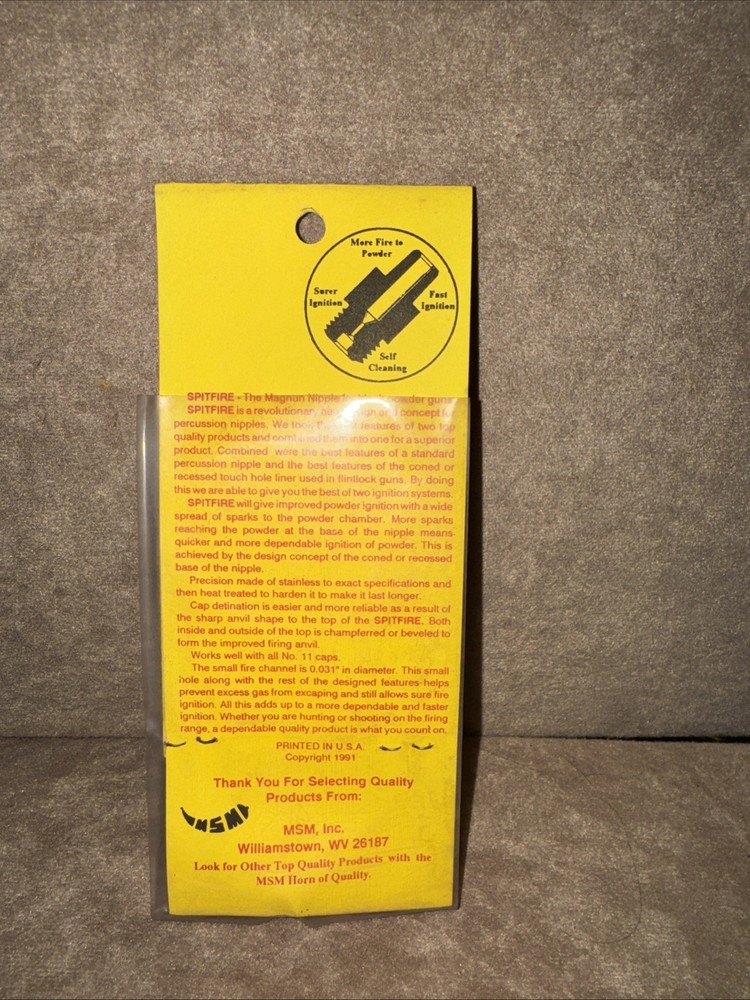 More Fire to
Powder
Surer
Ignition
Fast
Ignition
Self
Cleaning
SPITFIRE - The Magnun Nipple powder guns
SPITFIRE is a revolutionary and concept for
percussion nipples. We took features of two top
quality products and combined them into one for a superior
product. Combined were the best features of a standard
percussion nipple and the best features of the coned or
recessed touch hole liner used in flintlock guns. By doing
this we are able to give you the best of two ignition systems.
SPITFIRE will give improved powder ignition with a wide
spread of sparks to the powder chamber. More sparks
reaching the powder at the base of the nipple means
quicker and more dependable ignition of powder. This is
achieved by the design concept of the coned or recessed
base of the nipple.
Precision made of stainless to exact specifications and
then heat treated to harden it to make it last longer.
Cap detination is easier and more reliable as a result of
the sharp anvil shape to the top of the SPITFIRE. Both
inside and outside of the top is champferred or beveled to
form the improved firing anvil.
Works well with all No. 11 caps.
The small fire channel is 0.031" in diameter. This small
hole along with the rest of the designed features helps
prevent excess gas from excaping and still allows sure fire
ignition. All this adds up to a more dependable and faster
ignition. Whether you are hunting or shooting on the firing
range, a dependable quality product is what you count on.
PRINTED IN U.S.A.
Copyright 1991
Thank You For Selecting Quality
Products From:
MSM
MSM, Inc.
Williamstown, WV 26187
Look for Other Top Quality Products with the
MSM Horn of Quality.